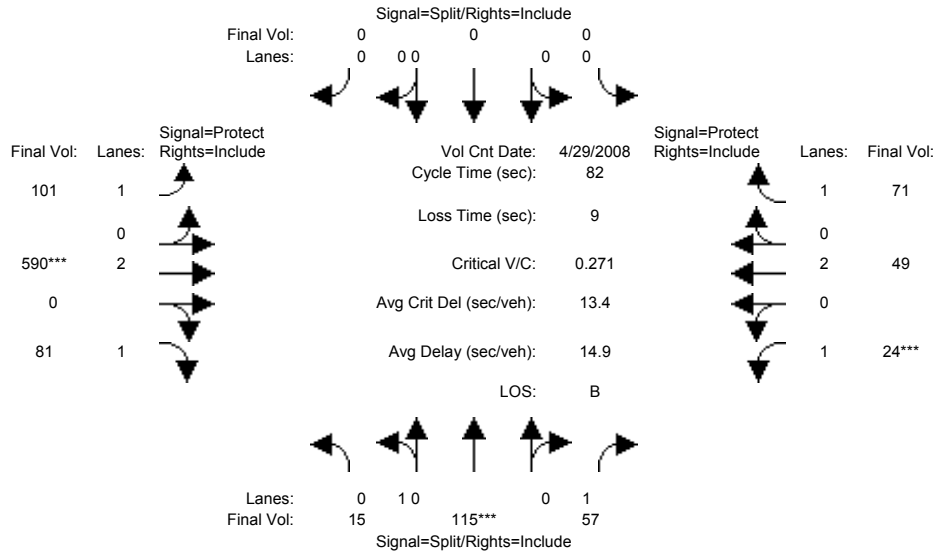 Signal=Split/Rights=Include
Final Vol: 0 0 0
Lanes: 0 0 0 0 0
Signal=Protect Signal=Protect
Final Vol: Lanes: Rights=Include Vol Cnt Date: 4/29/2008 Rights=Include Lanes: Final Vol:
Cycle Time (sec): 82
101 1 1 71
Loss Time (sec): 9
0 0
590*** 2 Critical V/C: 0.271 2 49
0 0 Avg Crit Del (sec/veh): 13.4 0
81 1 Avg Delay (sec/veh): 14.9 1 24***
LOS: B
Lanes: 0 1 0 0 1
Final Vol: 15 115*** 57
Signal=Split/Rights=Include